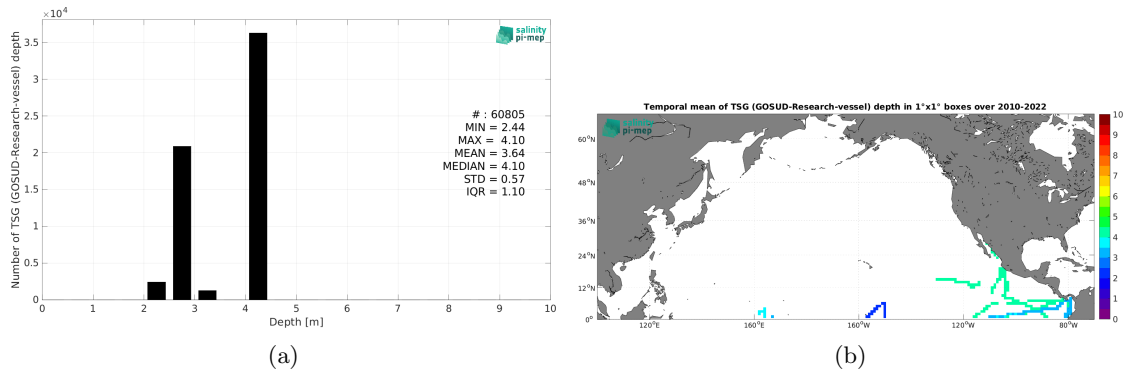 ×10⁴
salinity
pi-mep
Number of TSG (GOSUD-Research-vessel) depth
3.5
3
2.5
2
1.5
1
0.5
0
# : 60805
MIN = 2.44
MAX = 4.10
MEAN = 3.64
MEDIAN = 4.10
STD = 0.57
IQR = 1.10
0 1 2 3 4 5 6 7 8 9 10
Depth [m]
(a)
Temporal mean of TSG (GOSUD-Research-vessel) depth in 1°x1° boxes over 2010-2022
salinity
pi-mep
60°N
48°N
36°N
24°N
12°N
0°
120°E 160°E 160°W 120°W 80°W
10
9
8
7
6
5
4
3
2
1
0
(b)